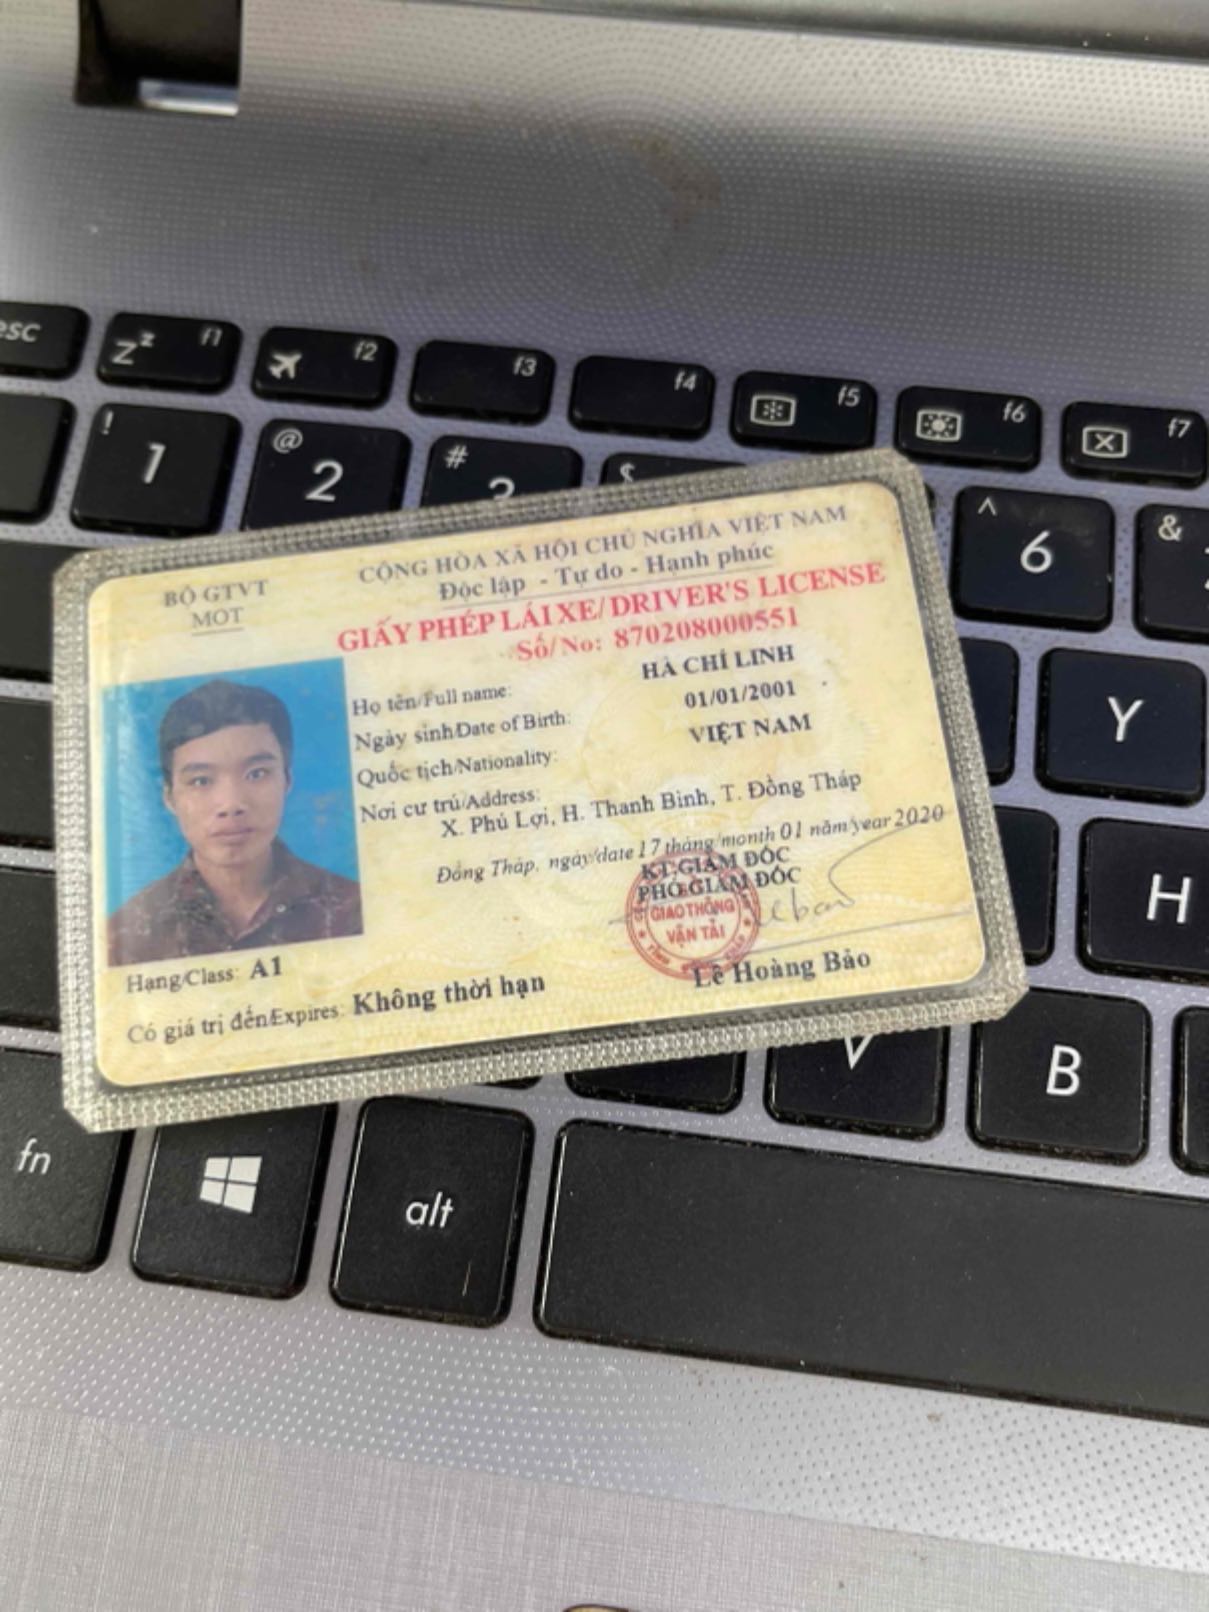 esc
f1
f2
f3
f4
f5
f6
f7
! 1
@ 2
#
$
^ 6
&
BỘ GTVT
MOT
CỘNG HÒA XÃ HỘI CHỦ NGHĨA VIỆT NAM
Độc lập - Tự do - Hạnh phúc
GIẤY PHÉP LÁI XE/ DRIVER'S LICENSE
Số/No: 870208000551
Họ tên/Full name: HÀ CHÍ LINH
Ngày sinh/Date of Birth: 01/01/2001
Quốc tịch/Nationality: VIỆT NAM
Nơi cư trú/Address:
X. Phú Lợi, H. Thanh Bình, T. Đồng Tháp
Đồng Tháp, ngày/date 17 tháng/month 01 năm/year 2020
KT.GIÁM ĐỐC
PHÓ GIÁM ĐỐC
GIAO THÔNG
VẬN TẢI
Lê Hoàng Bảo
Hạng/Class: A1
Có giá trị đến/Expires: Không thời hạn
Y
H
V
B
fn
alt